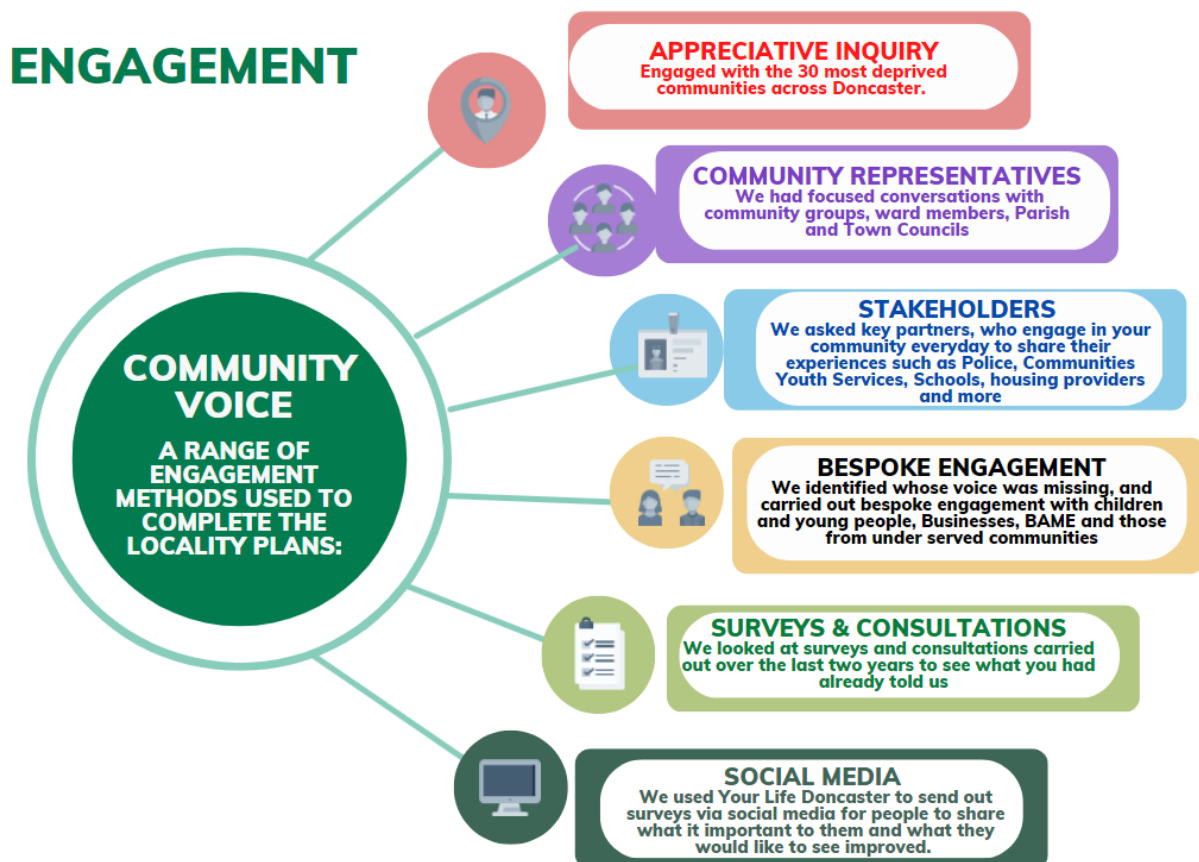 ENGAGEMENT
APPRECIATIVE INQUIRY
Engaged with the 30 most deprived
communities across Doncaster.
COMMUNITY REPRESENTATIVES
We had focused conversations with
community groups, ward members, Parish
and Town Councils
STAKEHOLDERS
We asked key partners, who engage in your
community everyday to share their
experiences such as Police, Communities
Youth Services, Schools, housing providers
and more
COMMUNITY
VOICE
A RANGE OF
ENGAGEMENT
METHODS USED TO
COMPLETE THE
LOCALITY PLANS:
BESPOKE ENGAGEMENT
We identified whose voice was missing, and
carried out bespoke engagement with children
and young people, Businesses, BAME and those
from under served communities
SURVEYS & CONSULTATIONS
We looked at surveys and consultations carried
out over the last two years to see what you had
already told us
SOCIAL MEDIA
We used Your Life Doncaster to send out
surveys via social media for people to share
what it important to them and what they
would like to see improved.